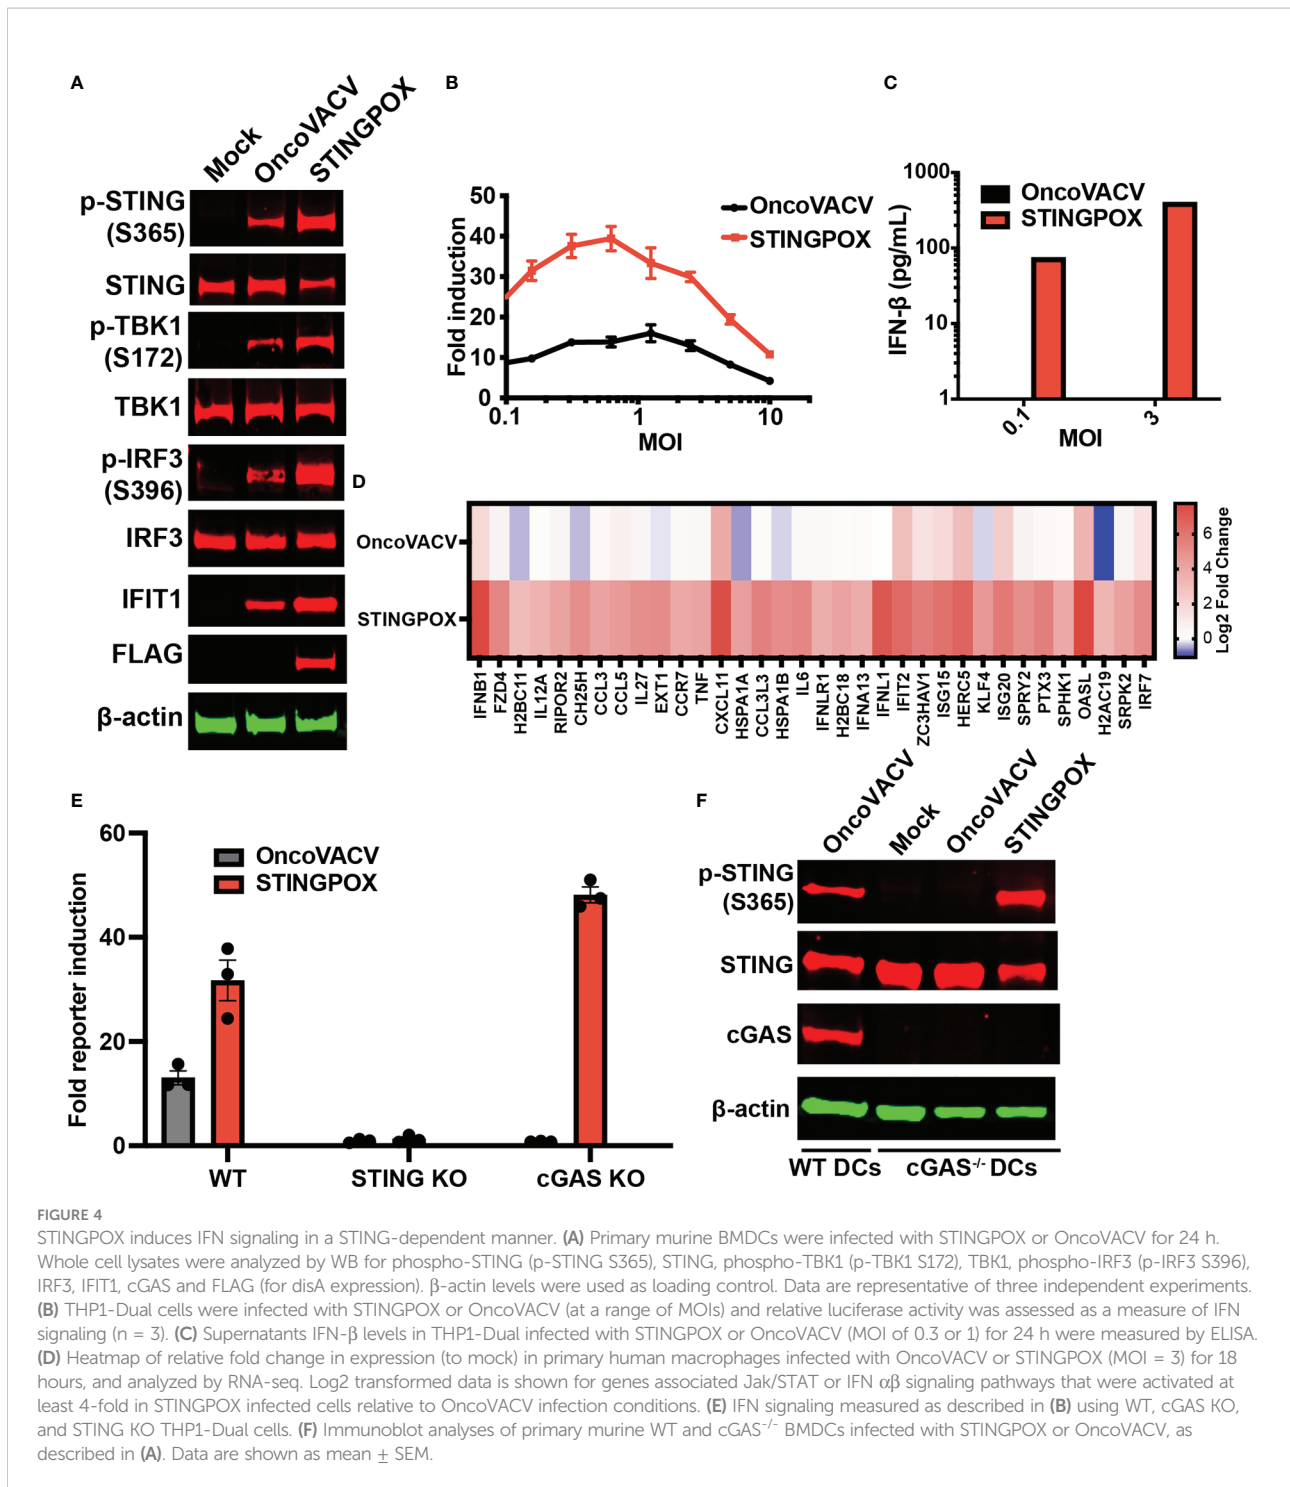 A
Mock
OncoVACV
STINGPOX
p-STING
(S365)
STING
p-TBK1
(S172)
TBK1
p-IRF3
(S396)
IRF3
IFIT1
FLAG
β-actin
B
50
40
30
20
10
0
Fold induction
OncoVACV
STINGPOX
0.1
1
10
MOI
C
1000
100
10
1
IFN-β (pg/mL)
OncoVACV
STINGPOX
0.1
3
MOI
D
OncoVACV
STINGPOX
IFNB1
FZD4
H2BC11
IL12A
RIPOR2
CH25H
CCL3
CCL5
IL27
EXT1
CCR7
TNF
CXCL11
HSPA1A
CCL3L3
HSPA1B
IL6
IFNLR1
H2BC18
IFNA13
IFNL1
IFIT2
ZC3HAV1
ISG15
HERC5
KLF4
ISG20
SPRY2
PTX3
SPHK1
OASL
H2AC19
SRPK2
IRF7
6
4
2
0
Log2 Fold Change
E
60
40
20
0
Fold reporter induction
OncoVACV
STINGPOX
WT
STING KO
cGAS KO
F
OncoVACV
Mock
OncoVACV
STINGPOX
p-STING
(S365)
STING
cGAS
β-actin
WT DCs
cGAS-/- DCs
FIGURE 4
STINGPOX induces IFN signaling in a STING-dependent manner. (A) Primary murine BMDCs were infected with STINGPOX or OncoVACV for 24 h.
Whole cell lysates were analyzed by WB for phospho-STING (p-STING S365), STING, phospho-TBK1 (p-TBK1 S172), TBK1, phospho-IRF3 (p-IRF3 S396),
IRF3, IFIT1, cGAS and FLAG (for disA expression). β-actin levels were used as loading control. Data are representative of three independent experiments.
(B) THP1-Dual cells were infected with STINGPOX or OncoVACV (at a range of MOIs) and relative luciferase activity was assessed as a measure of IFN
signaling (n = 3). (C) Supernatants IFN-β levels in THP1-Dual infected with STINGPOX or OncoVACV (MOI of 0.3 or 1) for 24 h were measured by ELISA.
(D) Heatmap of relative fold change in expression (to mock) in primary human macrophages infected with OncoVACV or STINGPOX (MOI = 3) for 18
hours, and analyzed by RNA-seq. Log2 transformed data is shown for genes associated Jak/STAT or IFN αβ signaling pathways that were activated at
least 4-fold in STINGPOX infected cells relative to OncoVACV infection conditions. (E) IFN signaling measured as described in (B) using WT, cGAS KO,
and STING KO THP1-Dual cells. (F) Immunoblot analyses of primary murine WT and cGAS-/- BMDCs infected with STINGPOX or OncoVACV, as
described in (A). Data are shown as mean ± SEM.